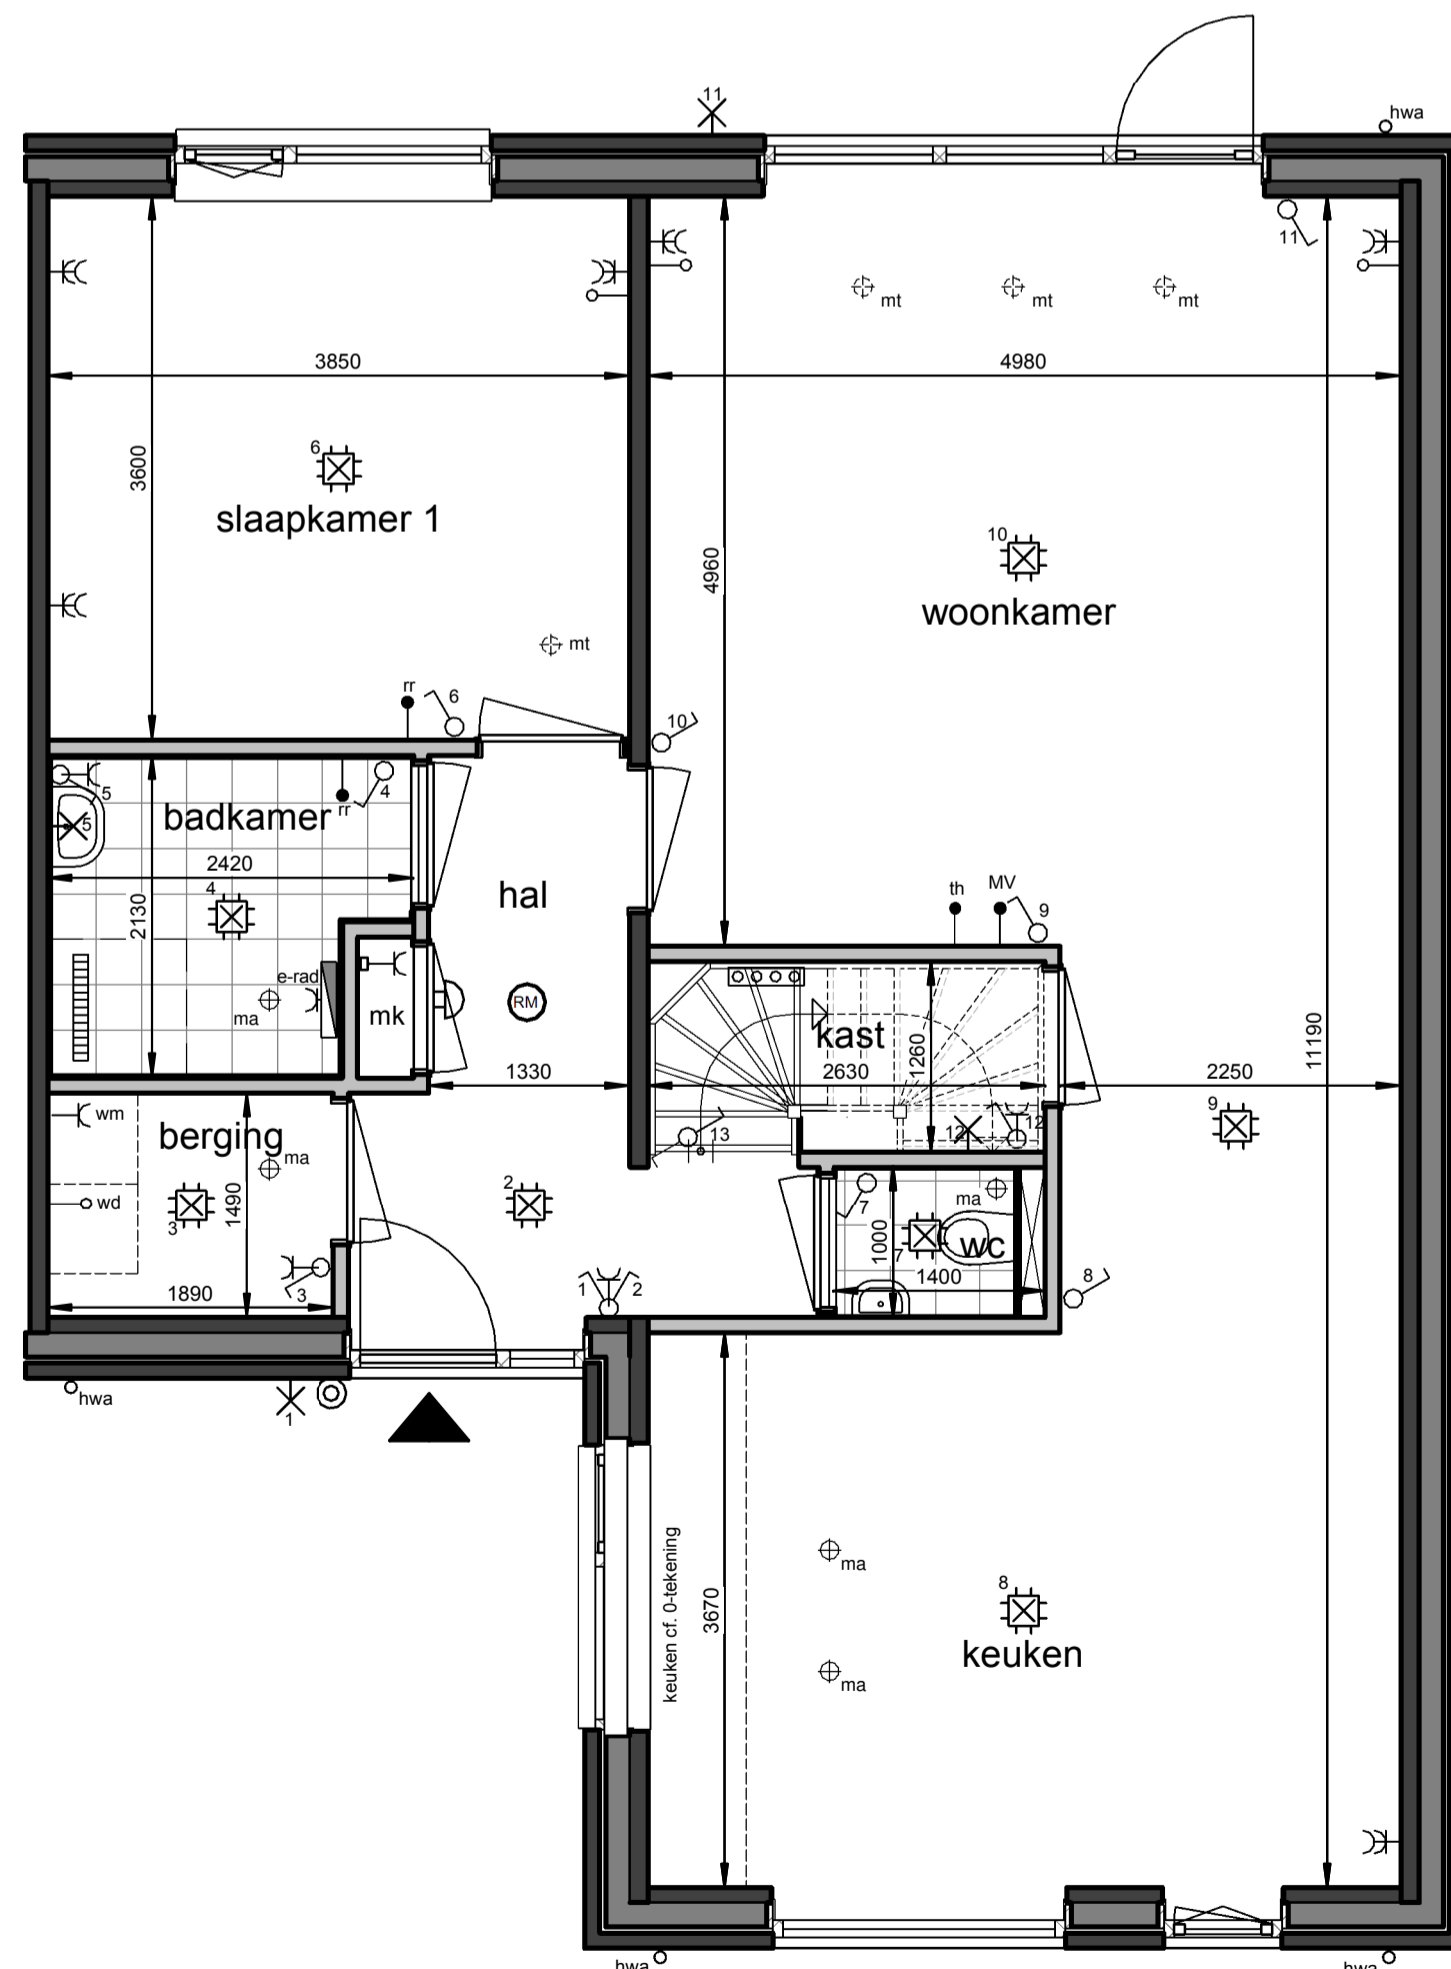 11
hwa
11
mt
mt
mt
3850
4980
3600
6
slaapkamer 1
4960
10
woonkamer
mt
rr
6
10
5
5
badkamer
rr
4
2420
4
2130
hal
th
MV
9
e-rad
ma
mk
RM
kast
1330
2630
1260
2250
11190
9
wm
berging
ma
13
12
12
wd
3
1490
2
ma
7
1000
7
wc
1400
8
1890
3
1
2
hwa
1
keuken cf. 0-tekening
3670
ma
8
keuken
ma
hwa
hwa